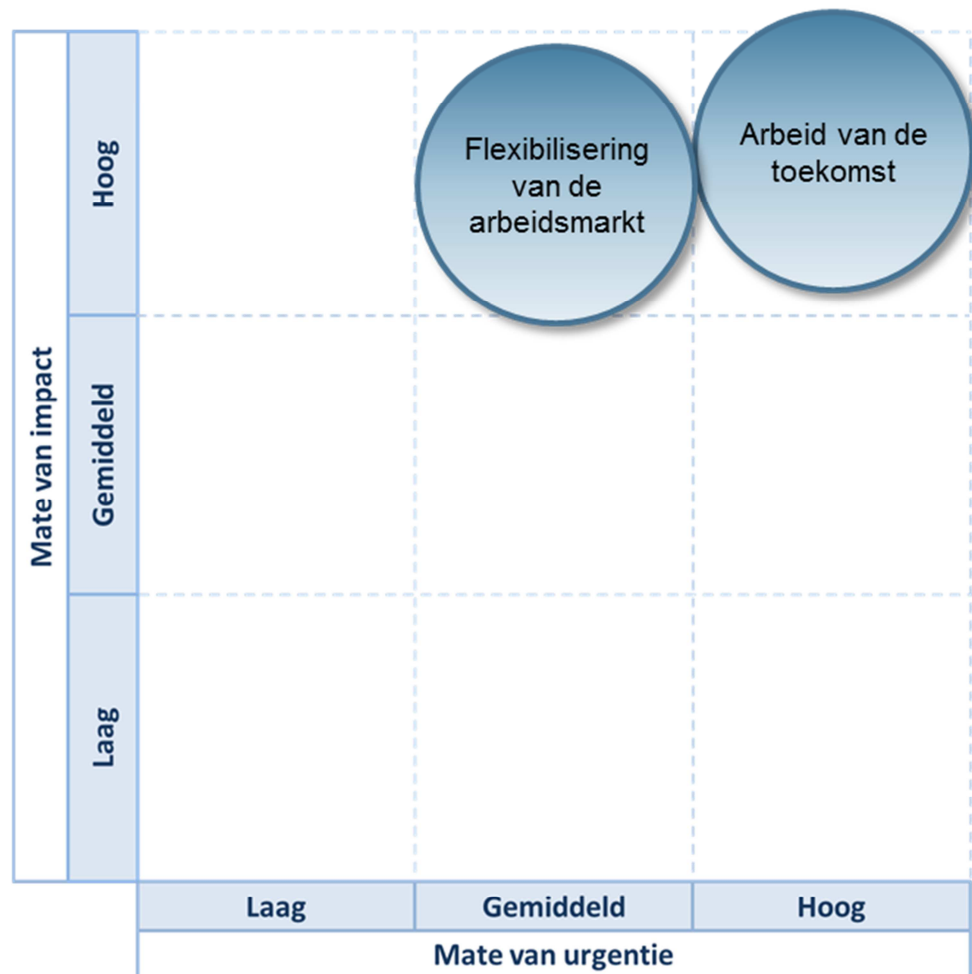 Mate van impact
Hoog
Gemiddeld
Laag
Flexibilisering
van de
arbeidsmarkt
Arbeid van de
toekomst
Laag
Gemiddeld
Hoog
Mate van urgentie